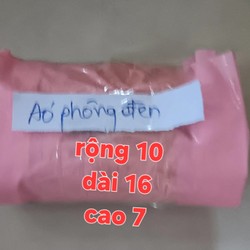 Aó phông đen
rộng 10
dài 16
cao 7